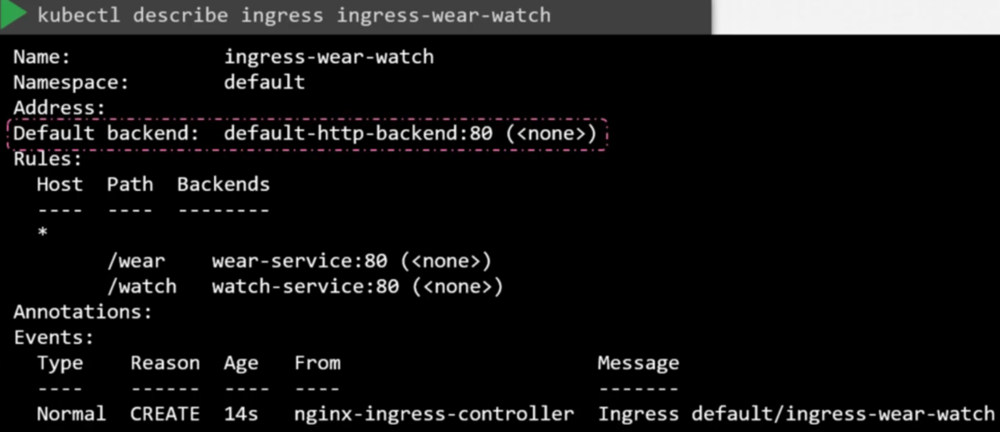 kubectl describe ingress ingress-wear-watch
Name: ingress-wear-watch
Namespace: default
Address:
Default backend: default-http-backend:80 (<none>)
Rules:
Host Path Backends
---- ---- --------
*
/wear wear-service:80 (<none>)
/watch watch-service:80 (<none>)
Annotations:
Events:
Type Reason Age From Message
---- ------ ---- ---- -------
Normal CREATE 14s nginx-ingress-controller Ingress default/ingress-wear-watch